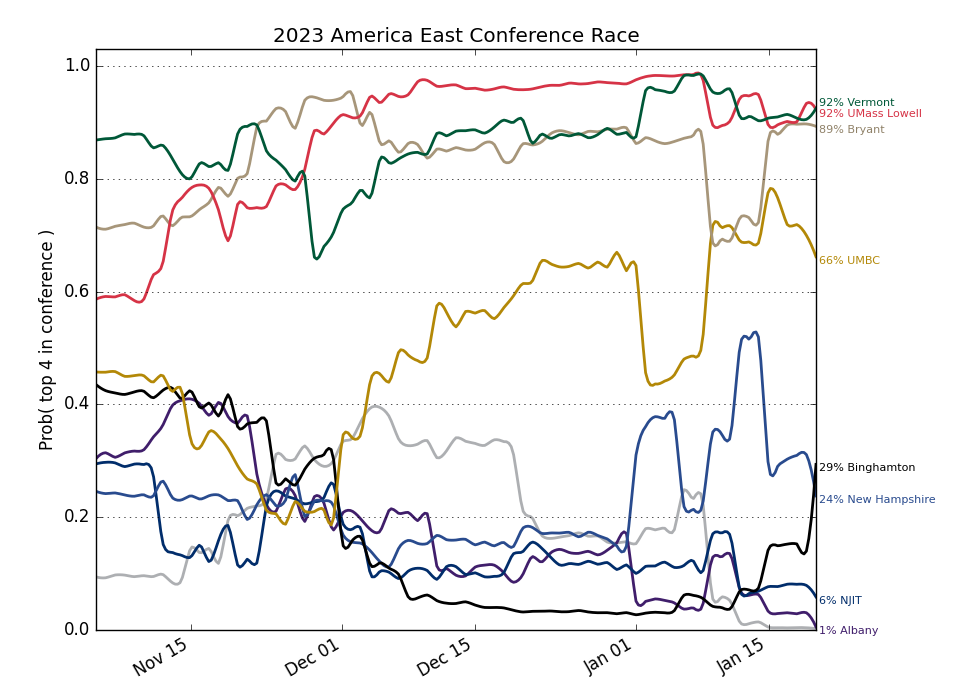 2023 America East Conference Race
Prob( top 4 in conference )
1.0
0.8
0.6
0.4
0.2
0.0
Nov 15
Dec 01
Dec 15
Jan 01
Jan 15
92% Vermont
92% UMass Lowell
89% Bryant
66% UMBC
29% Binghamton
24% New Hampshire
6% NJIT
1% Albany